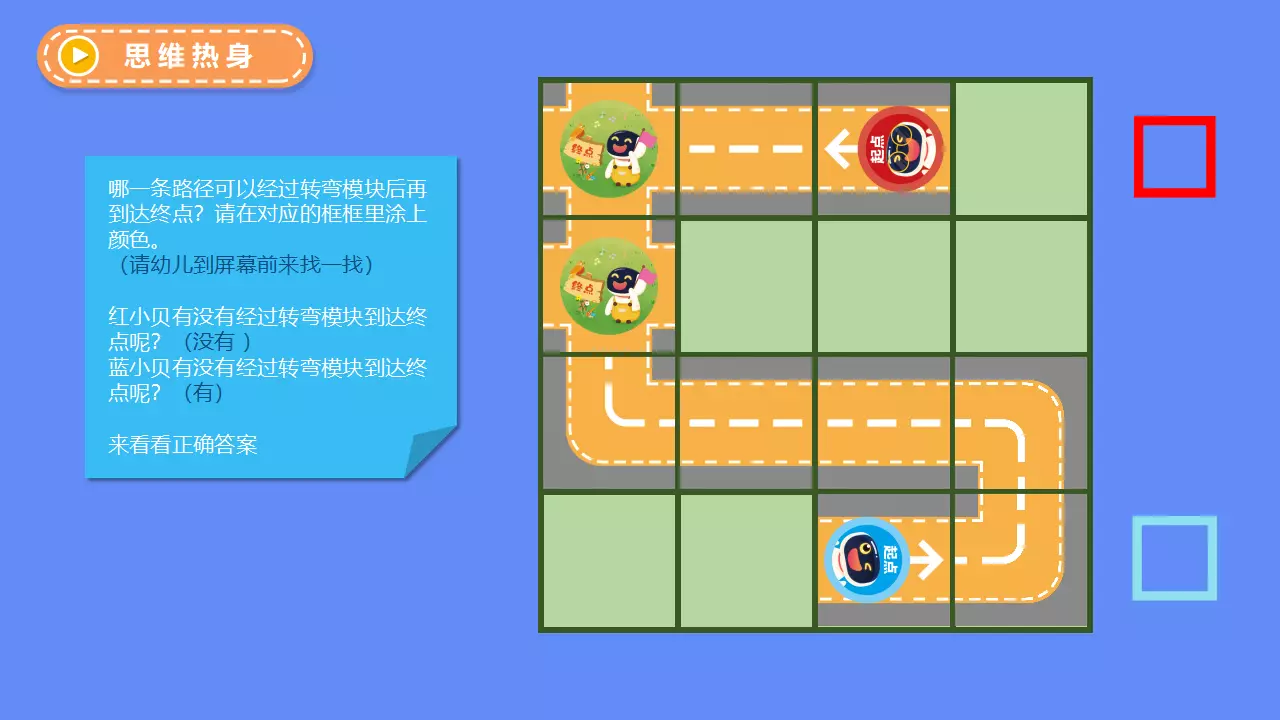 思维热身
哪一条路径可以经过转弯模块后再
到达终点？请在对应的框框里涂上
颜色。
（请幼儿到屏幕前来找一找）
红小贝有没有经过转弯模块到达终
点呢？（没有 ）
蓝小贝有没有经过转弯模块到达终
点呢？（有）
来看看正确答案
终点
起点
终点
起点